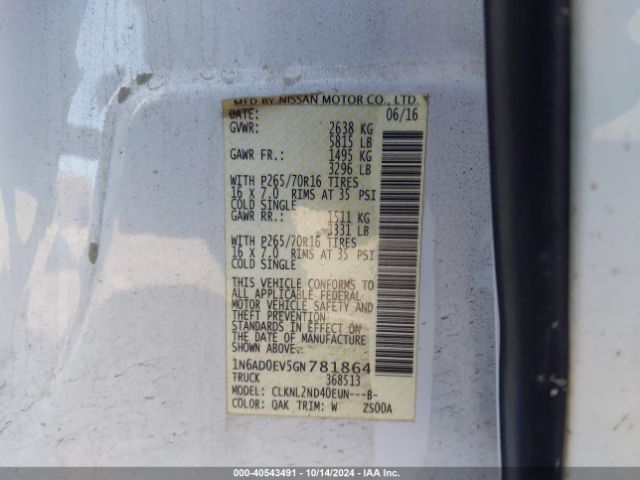 MFD BY NISSAN MOTOR CO., LTD.
DATE: 06/16
GVWR: 2638 KG
5815 LB
GAWR FR.: 1495 KG
3296 LB
WITH P265/70R16 TIRES
16 X 7.0 RIMS AT 35 PSI
COLD SINGLE
GAWR RR.: 1511 KG
3331 LB
WITH P265/70R16 TIRES
16 X 7.0 RIMS AT 35 PSI
COLD SINGLE
THIS VEHICLE CONFORMS TO
ALL APPLICABLE FEDERAL
MOTOR VEHICLE SAFETY AND
THEFT PREVENTION
STANDARDS IN EFFECT ON
THE DATE OF MANUFACTURE
SHOWN ABOVE.
1N6AD0EV5GN781864
TRUCK 368513
MODEL: CLKNL2ND40EUN---B-
COLOR: QAK TRIM: W ZS00A
000-40543491 - 10/14/2024 - IAA Inc.